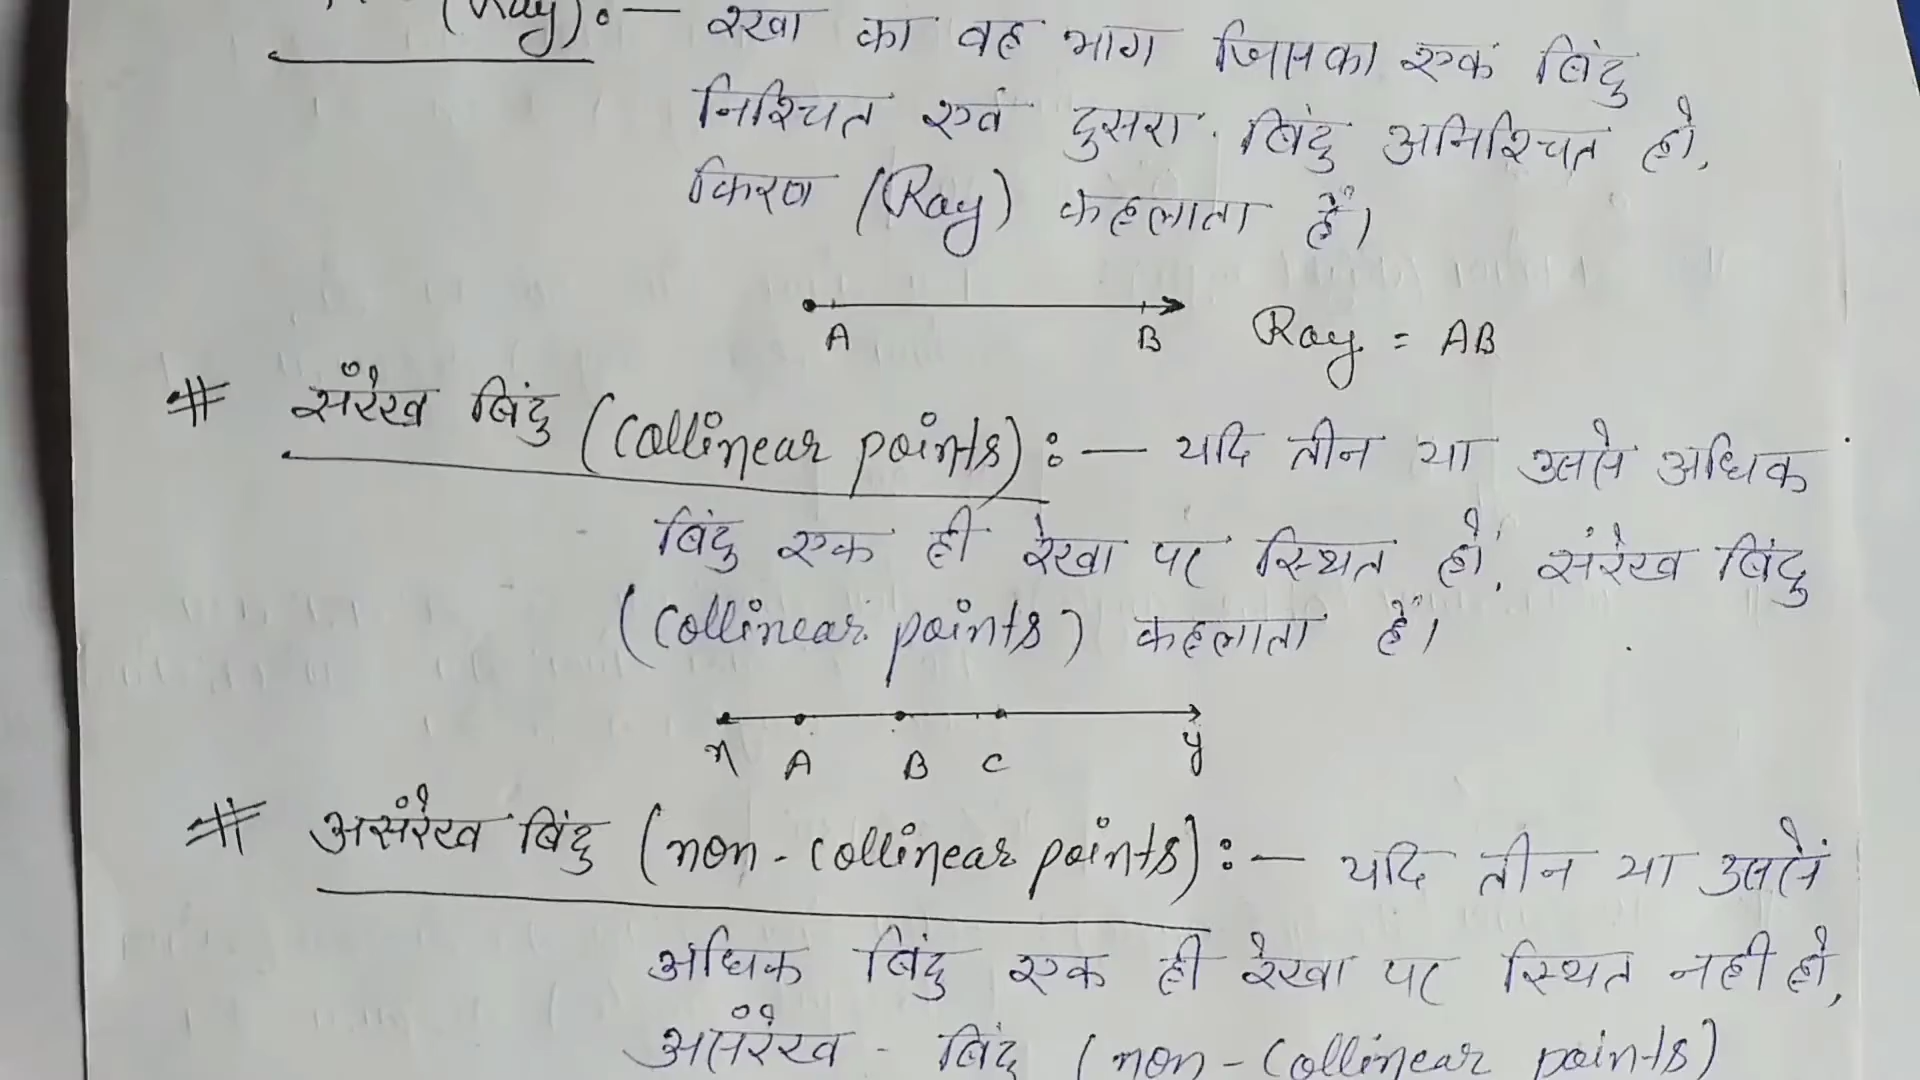 (Ray) :— रेखा का वह भाग जिसका एक बिंदु
निश्चित एवं दुसरा बिंदु अनिश्चित हो,
किरण (Ray) कहलाता हैं।
A B Ray = AB
# संरेख बिंदु (collinear points) :— यदि तीन या उससे अधिक
बिंदु एक ही रेखा पर स्थित हो, संरेख बिंदु
(collinear points) कहलाता हैं।
x A B C y
# असंरेख बिंदु (non-collinear points) :— यदि तीन या उससें
अधिक बिंदु एक ही रेखा पर स्थित नही हो,
असंरेख - बिंदु (non-collinear points)